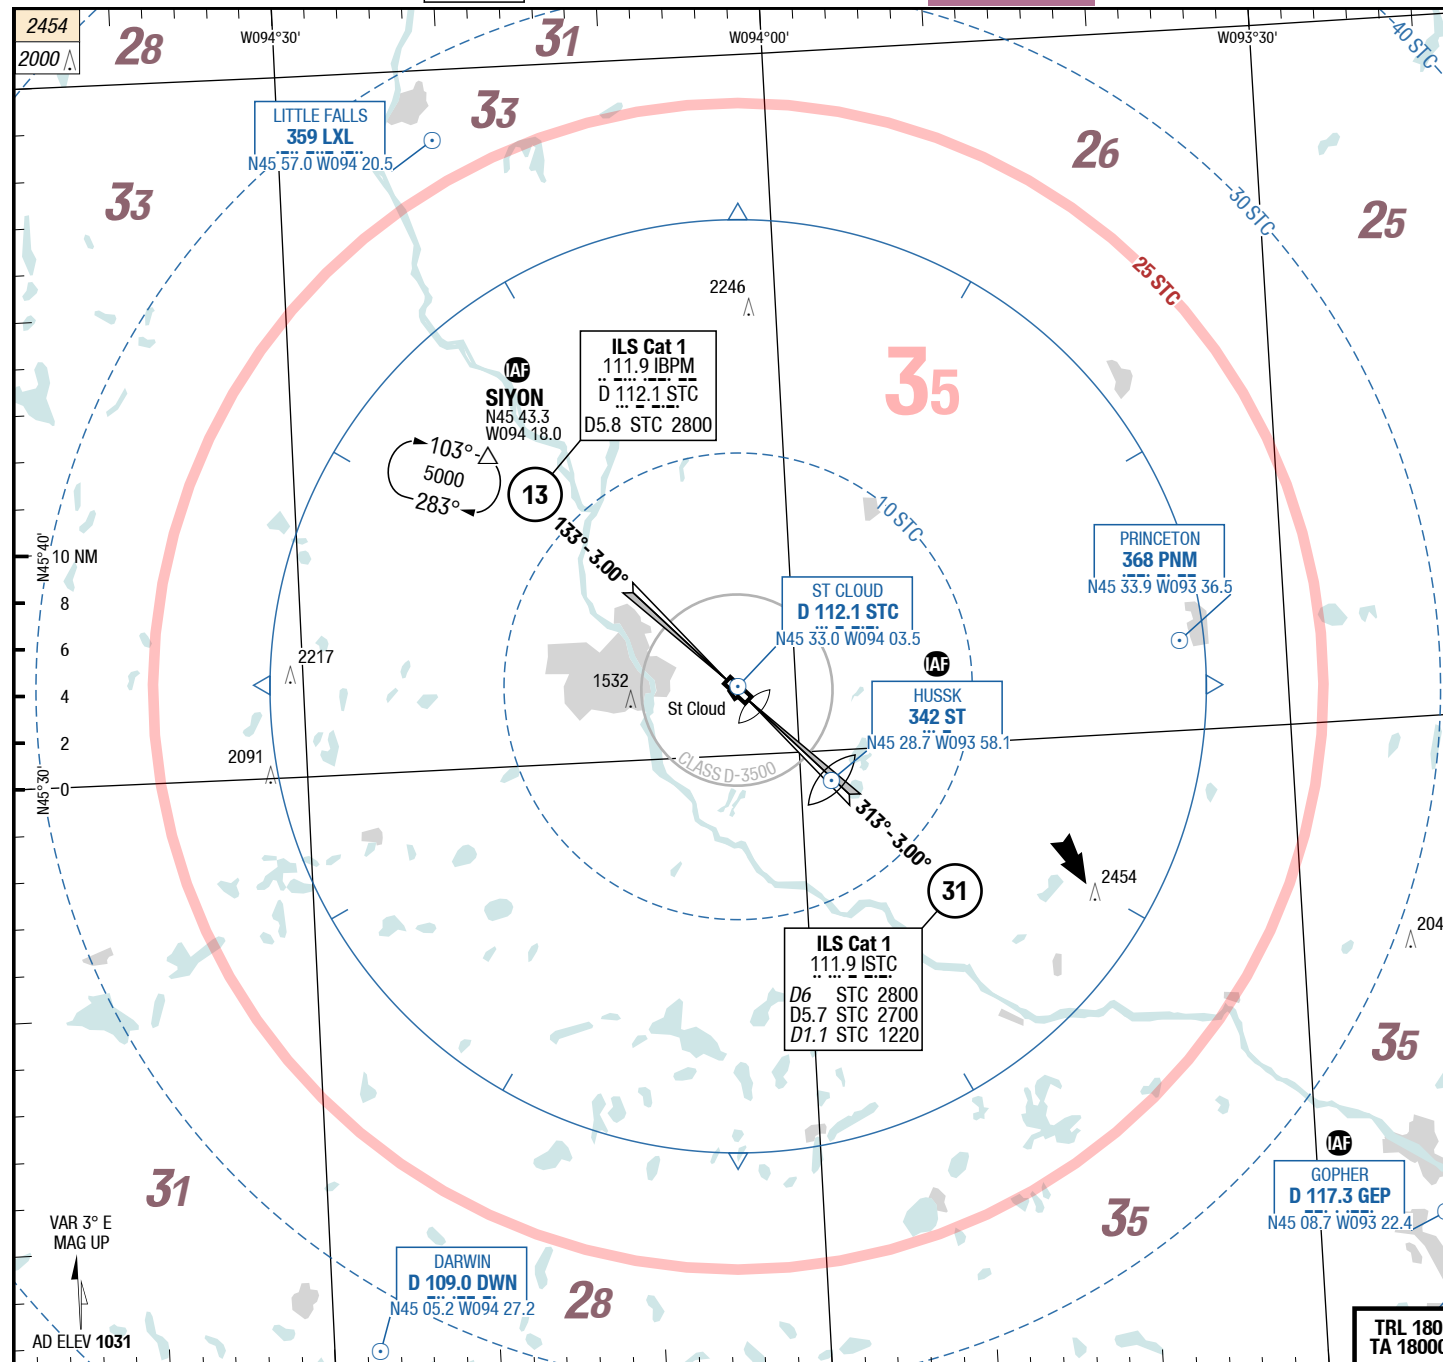 2454
2000
28
31
W094°30'
W094°00'
W093°30'
40 STC
LITTLE FALLS
359 LXL
N45 57.0 W094 20.5
33
33
26
25
30 STC
25 STC
2246
35
IAF
SIYON
N45 43.3
W094 18.0
ILS Cat 1
111.9 IBPM
D 112.1 STC
D5.8 STC 2800
103°
5000
283°
13
133°-3.00°
10 STC
N45°40'
10 NM
8
6
4
2
0
N45°30'
PRINCETON
368 PNM
N45 33.9 W093 36.5
ST CLOUD
D 112.1 STC
N45 33.0 W094 03.5
2217
1532
St Cloud
IAF
HUSSK
342 ST
N45 28.7 W093 58.1
2091
CLASS D-3500
313°-3.00°
31
2454
204
ILS Cat 1
111.9 ISTC
D6 STC 2800
D5.7 STC 2700
D1.1 STC 1220
35
IAF
GOPHER
D 117.3 GEP
N45 08.7 W093 22.4
31
35
VAR 3° E
MAG UP
DARWIN
D 109.0 DWN
N45 05.2 W094 27.2
28
AD ELEV 1031
TRL 180
TA 18000